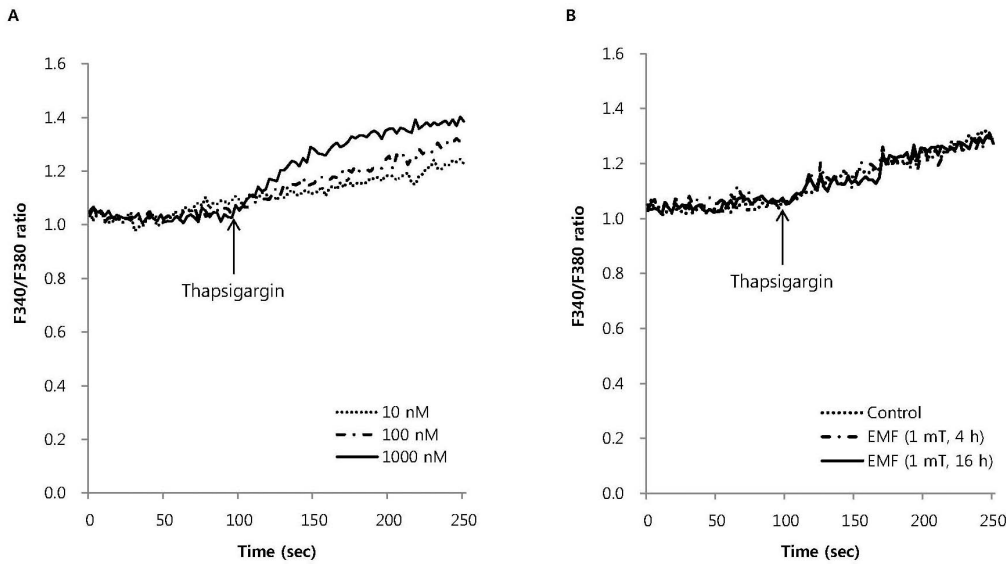 A
F340/F380 ratio
1.6
1.4
1.2
1.0
0.8
0.6
0.4
0.2
0.0
Thapsigargin
10 nM
100 nM
1000 nM
0 50 100 150 200 250
Time (sec)
B
F340/F380 ratio
1.6
1.4
1.2
1.0
0.8
0.6
0.4
0.2
0.0
Thapsigargin
Control
EMF (1 mT, 4 h)
EMF (1 mT, 16 h)
0 50 100 150 200 250
Time (sec)